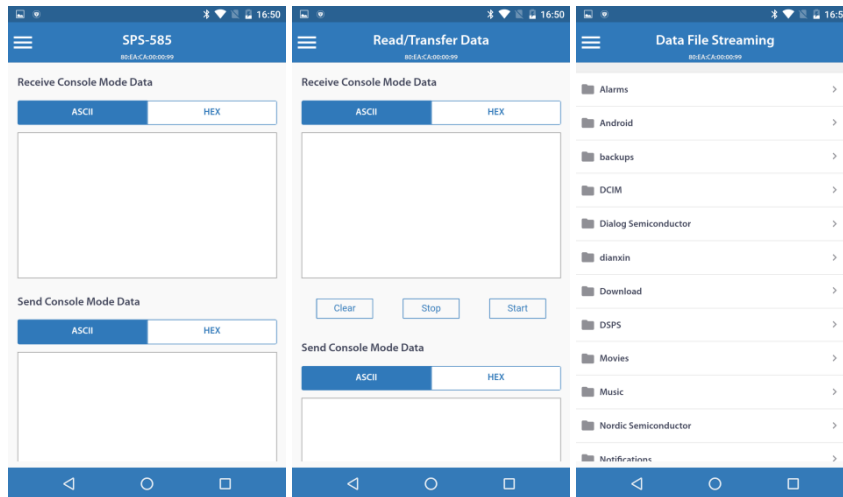 16:50
SPS-585
80:EA:CA:00:00:99
Receive Console Mode Data
ASCII HEX
Send Console Mode Data
ASCII HEX
16:50
Read/Transfer Data
80:EA:CA:00:00:99
Receive Console Mode Data
ASCII HEX
Clear Stop Start
Send Console Mode Data
ASCII HEX
16:5
Data File Streaming
80:EA:CA:00:00:99
Alarms
Android
backups
DCIM
Dialog Semiconductor
dianxin
Download
DSPS
Movies
Music
Nordic Semiconductor
Notifications